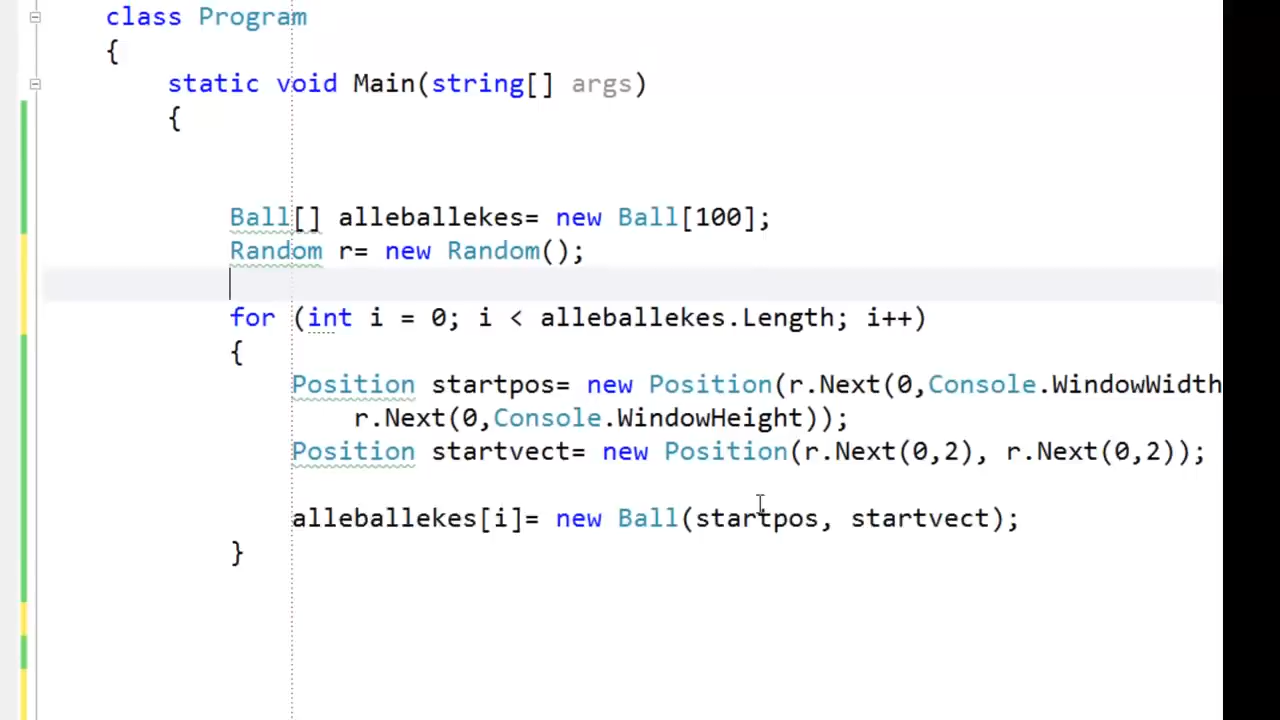 class Program
{
static void Main(string[] args)
{
Ball[] alleballekes= new Ball[100];
Random r= new Random();
for (int i = 0; i < alleballekes.Length; i++)
{
Position startpos= new Position(r.Next(0,Console.WindowWidth
r.Next(0,Console.WindowHeight));
Position startvect= new Position(r.Next(0,2), r.Next(0,2));
alleballekes[i]= new Ball(startpos, startvect);
}